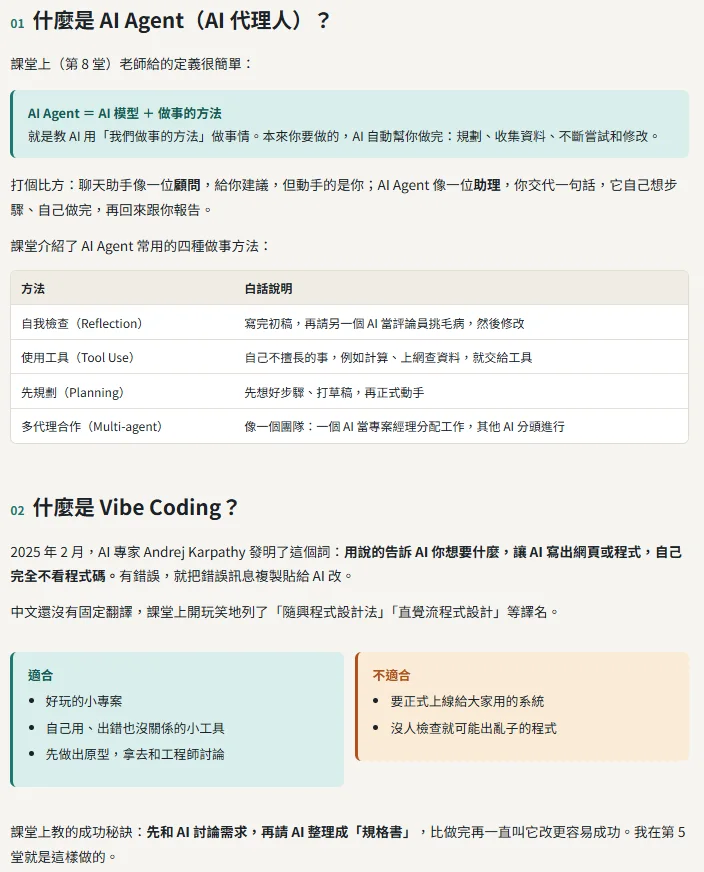 01 什麼是 AI Agent（AI 代理人）？
課堂上（第 8 堂）老師給的定義很簡單：
AI Agent ＝ AI 模型 ＋ 做事的方法
就是教 AI 用「我們做事的方法」做事情。本來你要做的，AI 自動幫你做完：規劃、收集資料、不斷嘗試和修改。
打個比方：聊天助手像一位顧問，給你建議，但動手的是你；AI Agent 像一位助理，你交代一句話，它自己想步
驟、自己做完，再回來跟你報告。
課堂介紹了 AI Agent 常用的四種做事方法：
方法 白話說明
自我檢查（Reflection） 寫完初稿，再請另一個 AI 當評論員挑毛病，然後修改
使用工具（Tool Use） 自己不擅長的事，例如計算、上網查資料，就交給工具
先規劃（Planning） 先想好步驟、打草稿，再正式動手
多代理合作（Multi-agent） 像一個團隊：一個 AI 當專案經理分配工作，其他 AI 分頭進行
02 什麼是 Vibe Coding？
2025 年 2 月，AI 專家 Andrej Karpathy 發明了這個詞：用說的告訴 AI 你想要什麼，讓 AI 寫出網頁或程式，自己
完全不看程式碼。有錯誤，就把錯誤訊息複製貼給 AI 改。
中文還沒有固定翻譯，課堂上開玩笑地列了「隨興程式設計法」「直覺流程式設計」等譯名。
適合
好玩的小專案
自己用、出錯也沒關係的小工具
先做出原型，拿去和工程師討論
不適合
要正式上線給大家用的系統
沒人檢查就可能出亂子的程式
課堂上教的成功秘訣：先和 AI 討論需求，再請 AI 整理成「規格書」，比做完再一直叫它改更容易成功。我在第 5
堂就是這樣做的。